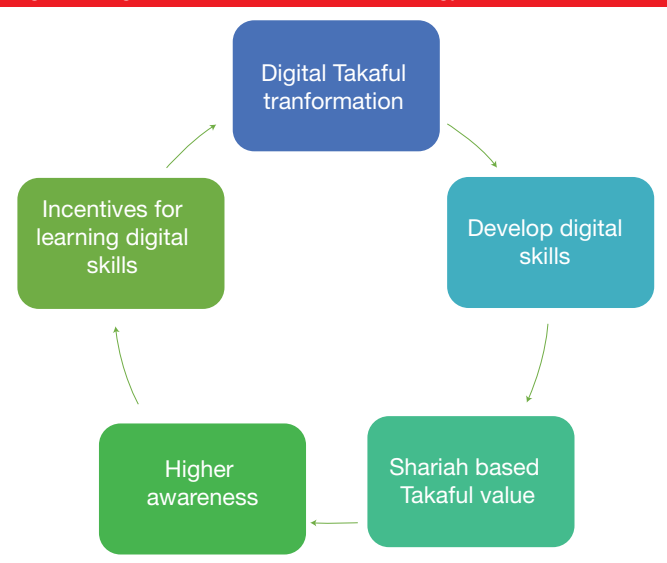 Digital Takaful
tranformation
Develop digital
skills
Shariah based
Takaful value
Higher
awareness
Incentives for
learning digital
skills